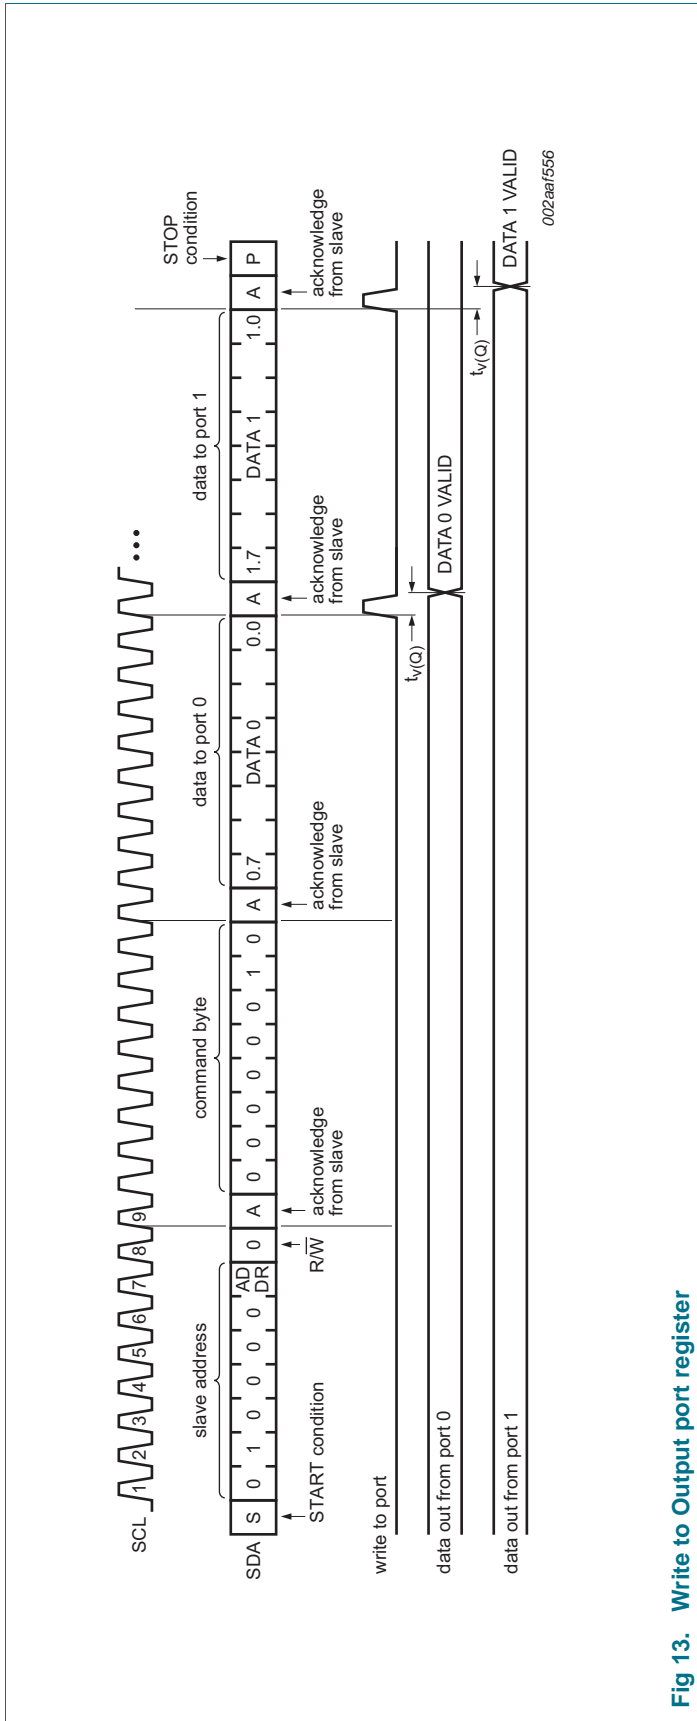 SCL 1 2 3 4 5 6 7 8 9 •••
slave address
command byte
data to port 0
data to port 1
STOP
condition
SDA S 0 1 0 0 0 0 AD DR 0 A 0 0 0 0 0 0 1 0 A 0.7 DATA 0 0.0 A 1.7 DATA 1 1.0 A P
START condition
R/W
acknowledge
from slave
acknowledge
from slave
acknowledge
from slave
acknowledge
from slave
write to port
tv(Q)
data out from port 0
DATA 0 VALID
tv(Q)
data out from port 1
DATA 1 VALID
002aaf556
Fig 13. Write to Output port register